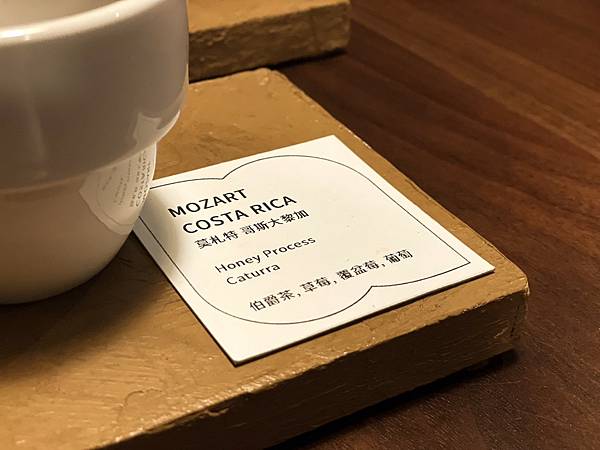 MOZART
COSTA RICA
莫札特 哥斯大黎加
Honey Process
Caturra
伯爵茶, 草莓, 覆盆莓, 葡萄